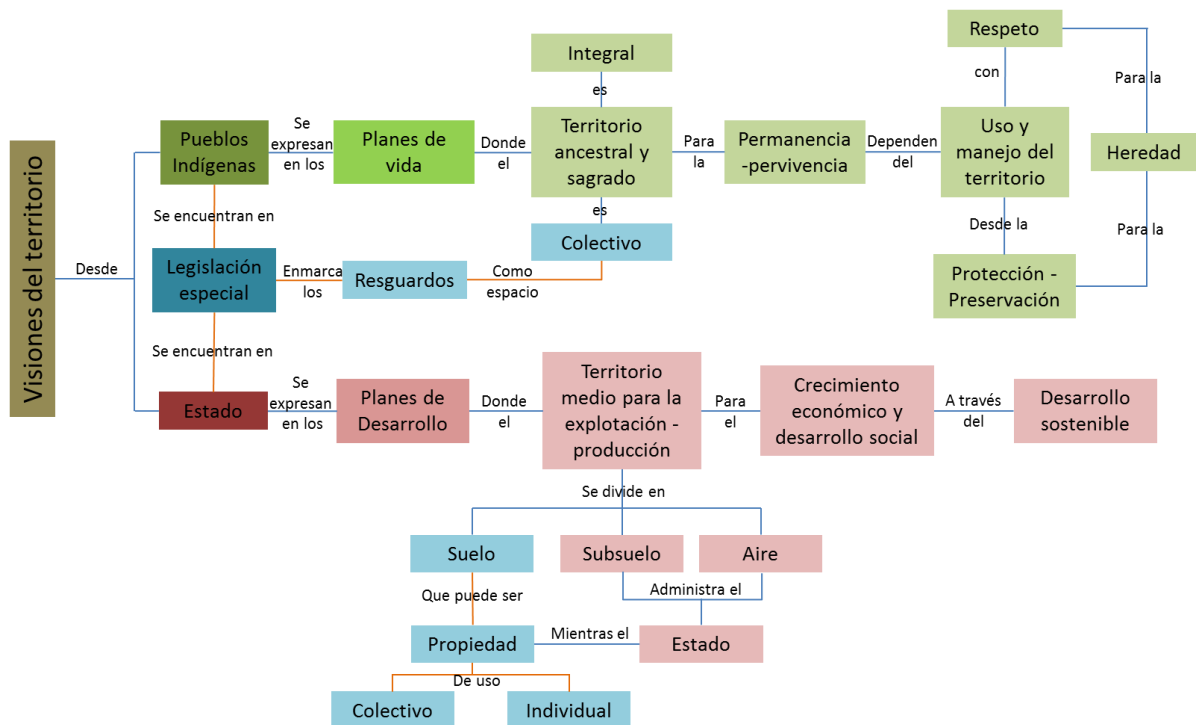 Visiones del territorio
Desde
Pueblos
Indígenas
Se
expresan
en los
Planes de
vida
Donde
el
Integral
es
Territorio
ancestral y
sagrado
es
Colectivo
Para
la
Permanencia
-pervivencia
Dependen
del
Respeto
con
Uso y
manejo del
territorio
Desde la
Protección -
Preservación
Para la
Heredad
Para la
Se encuentran en
Legislación
especial
Enmarca
los
Resguardos
Como
espacio
Se encuentran en
Estado
Se
expresan
en los
Planes de
Desarrollo
Donde
el
Territorio
medio para la
explotación -
producción
Para
el
Crecimiento
económico y
desarrollo social
A través
del
Desarrollo
sostenible
Se divide en
Suelo
Subsuelo
Aire
Que puede ser
Administra el
Propiedad
Mientras el
Estado
De uso
Colectivo
Individual